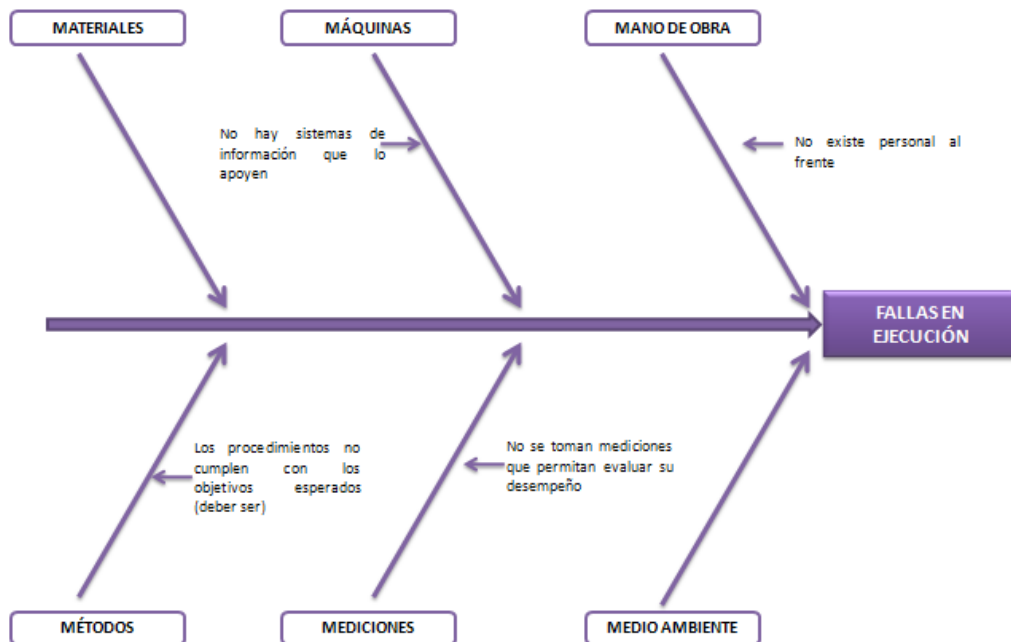 MATERIALES
MÁQUINAS
MANO DE OBRA
No hay sistemas de
información que lo
apoyen
No existe personal al
frente
FALLAS EN
EJECUCIÓN
Los procedimientos no
cumplen con los
objetivos esperados
(deber ser)
No se toman mediciones
que permitan evaluar su
desempeño
MÉTODOS
MEDICIONES
MEDIO AMBIENTE